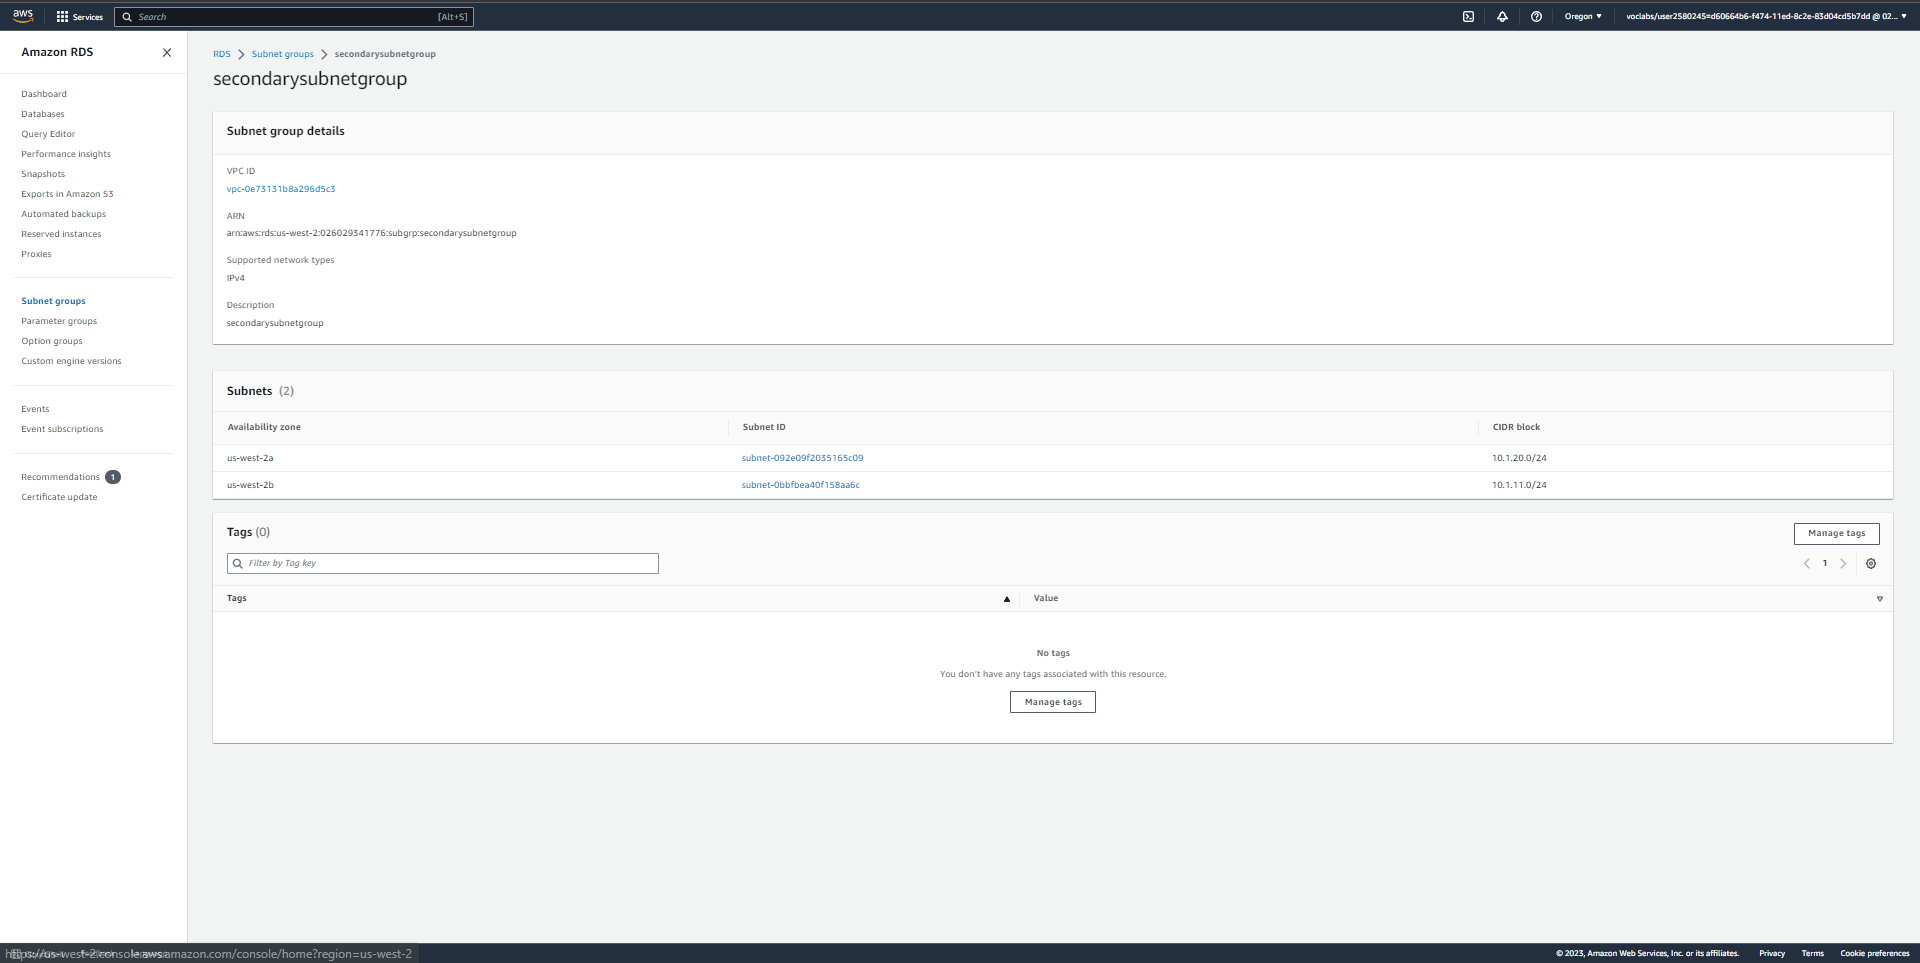 aws
Services
Search
[Alt+S]
Oregon ▼
voclabs/user2580245=d60664b6-f474-11ed-8c2e-83d04cd5b7dd @ 02... ▼
Amazon RDS
Dashboard
Databases
Query Editor
Performance insights
Snapshots
Exports in Amazon S3
Automated backups
Reserved instances
Proxies
Subnet groups
Parameter groups
Option groups
Custom engine versions
Events
Event subscriptions
Recommendations 1
Certificate update
RDS > Subnet groups > secondarysubnetgroup
secondarysubnetgroup
Subnet group details
VPC ID
vpc-0e73131b8a296d5c3
ARN
arn:aws:rds:us-west-2:026029341776:subgrp:secondarysubnetgroup
Supported network types
IPv4
Description
secondarysubnetgroup
Subnets (2)
Availability zone Subnet ID CIDR block
us-west-2a subnet-092e09f2035165c09 10.1.20.0/24
us-west-2b subnet-0bbfbea40f158aa6c 10.1.11.0/24
Tags (0)
Manage tags
Filter by Tag key
1
Tags Value
No tags
You don't have any tags associated with this resource.
Manage tags
https://us-west-2.console.aws.amazon.com/console/home?region=us-west-2
© 2023, Amazon Web Services, Inc. or its affiliates. Privacy Terms Cookie preferences